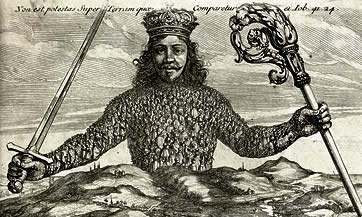 Non est potestas Super Terram quæ Comparetur ei Iob. 41. 24